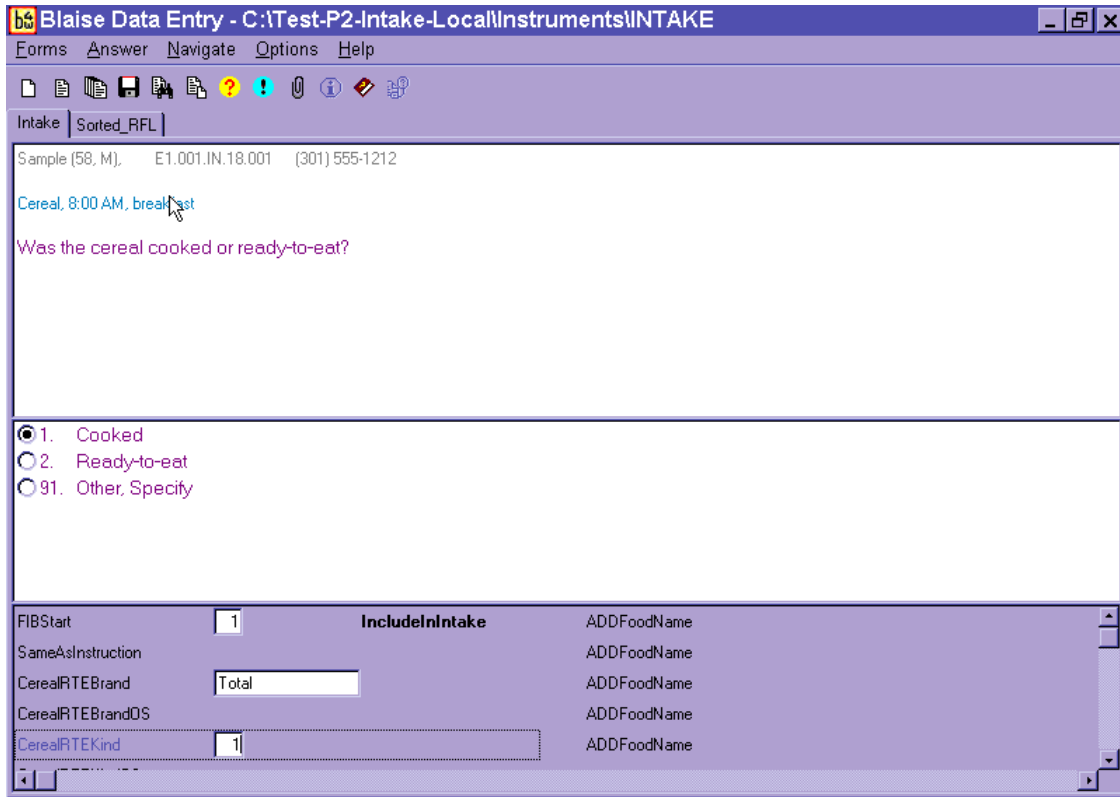 Blaise Data Entry - C:\Test-P2-Intake-Local\Instruments\INTAKE
Forms Answer Navigate Options Help
Intake Sorted_RFL
Sample (58, M), E1.001.IN.18.001 (301) 555-1212
Cereal, 8:00 AM, breakfast
Was the cereal cooked or ready-to-eat?
1. Cooked
2. Ready-to-eat
91. Other, Specify
FIBStart 1 IncludeInIntake ADDFoodName
SameAsInstruction ADDFoodName
CerealRTEBrand Total ADDFoodName
CerealRTEBrandOS ADDFoodName
CerealRTEKind 1 ADDFoodName